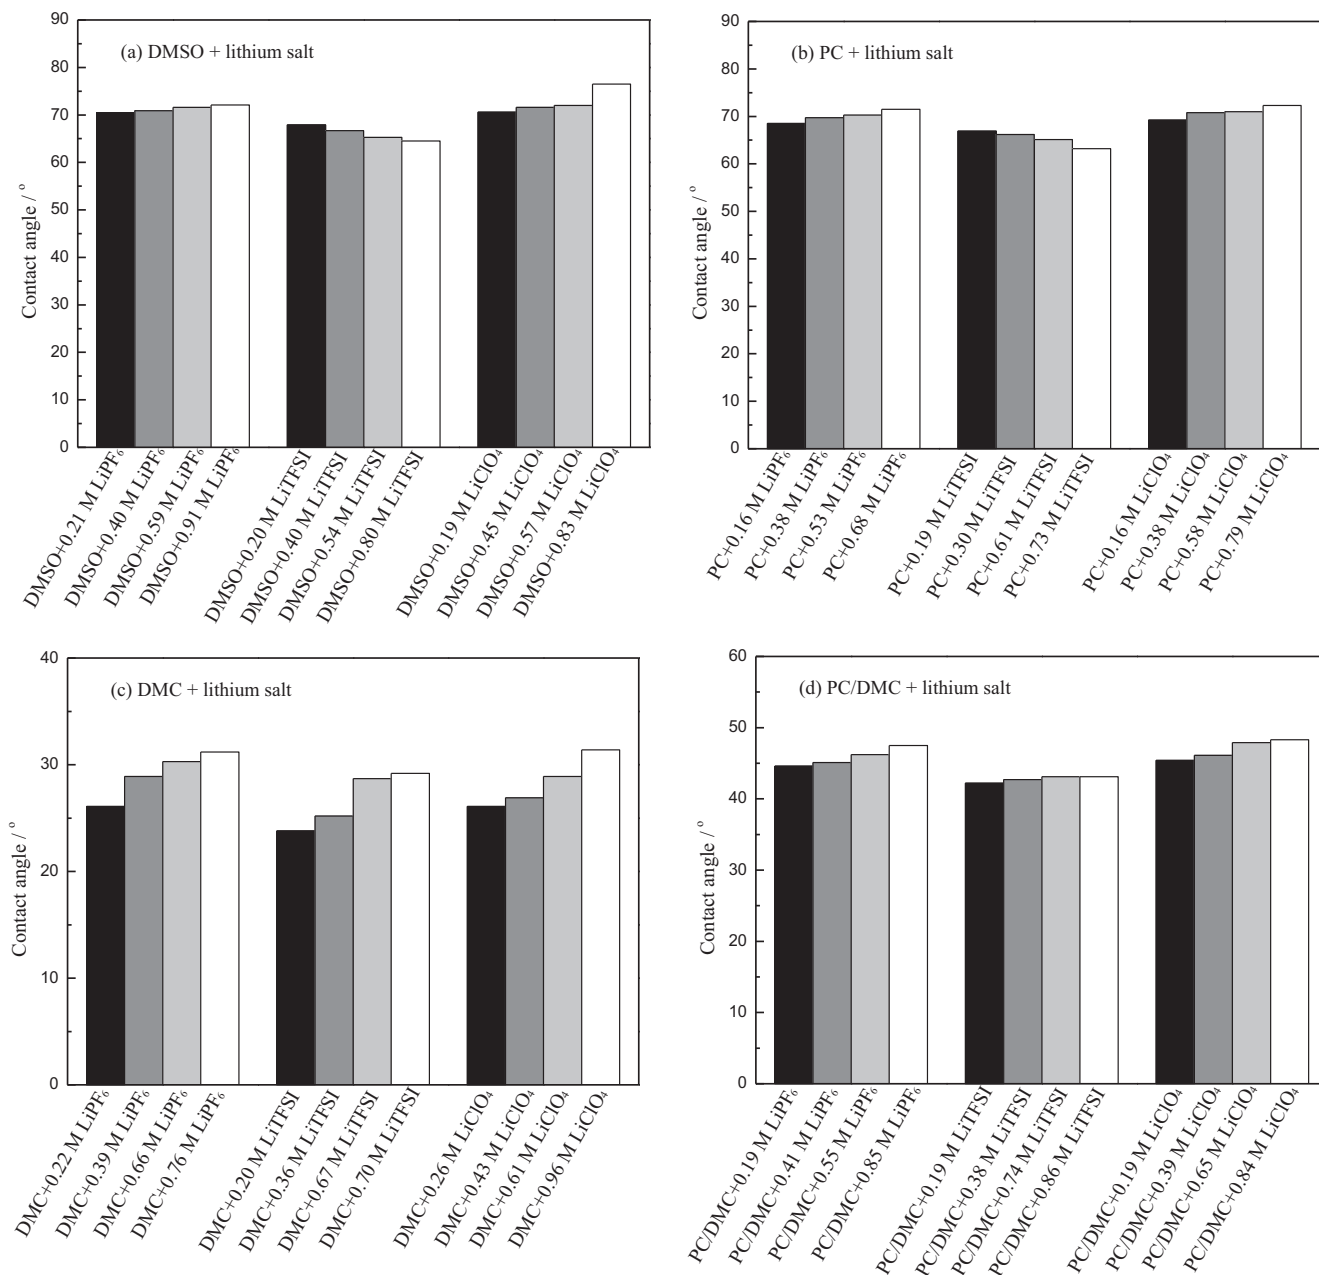 (a) DMSO + lithium salt
Contact angle / °
90
80
70
60
50
40
30
20
10
0
DMSO+0.21 M LiPF₆
DMSO+0.40 M LiPF₆
DMSO+0.59 M LiPF₆
DMSO+0.91 M LiPF₆
DMSO+0.20 M LiTFSI
DMSO+0.40 M LiTFSI
DMSO+0.54 M LiTFSI
DMSO+0.80 M LiTFSI
DMSO+0.19 M LiClO₄
DMSO+0.45 M LiClO₄
DMSO+0.57 M LiClO₄
DMSO+0.83 M LiClO₄
(b) PC + lithium salt
Contact angle / °
90
80
70
60
50
40
30
20
10
0
PC+0.16 M LiPF₆
PC+0.38 M LiPF₆
PC+0.53 M LiPF₆
PC+0.68 M LiPF₆
PC+0.19 M LiTFSI
PC+0.30 M LiTFSI
PC+0.61 M LiTFSI
PC+0.73 M LiTFSI
PC+0.16 M LiClO₄
PC+0.38 M LiClO₄
PC+0.58 M LiClO₄
PC+0.79 M LiClO₄
(c) DMC + lithium salt
Contact angle / °
40
30
20
10
0
DMC+0.22 M LiPF₆
DMC+0.39 M LiPF₆
DMC+0.66 M LiPF₆
DMC+0.76 M LiPF₆
DMC+0.20 M LiTFSI
DMC+0.36 M LiTFSI
DMC+0.67 M LiTFSI
DMC+0.70 M LiTFSI
DMC+0.26 M LiClO₄
DMC+0.43 M LiClO₄
DMC+0.61 M LiClO₄
DMC+0.96 M LiClO₄
(d) PC/DMC + lithium salt
Contact angle / °
60
50
40
30
20
10
0
PC/DMC+0.19 M LiPF₆
PC/DMC+0.41 M LiPF₆
PC/DMC+0.55 M LiPF₆
PC/DMC+0.85 M LiPF₆
PC/DMC+0.19 M LiTFSI
PC/DMC+0.38 M LiTFSI
PC/DMC+0.74 M LiTFSI
PC/DMC+0.86 M LiTFSI
PC/DMC+0.19 M LiClO₄
PC/DMC+0.39 M LiClO₄
PC/DMC+0.65 M LiClO₄
PC/DMC+0.84 M LiClO₄